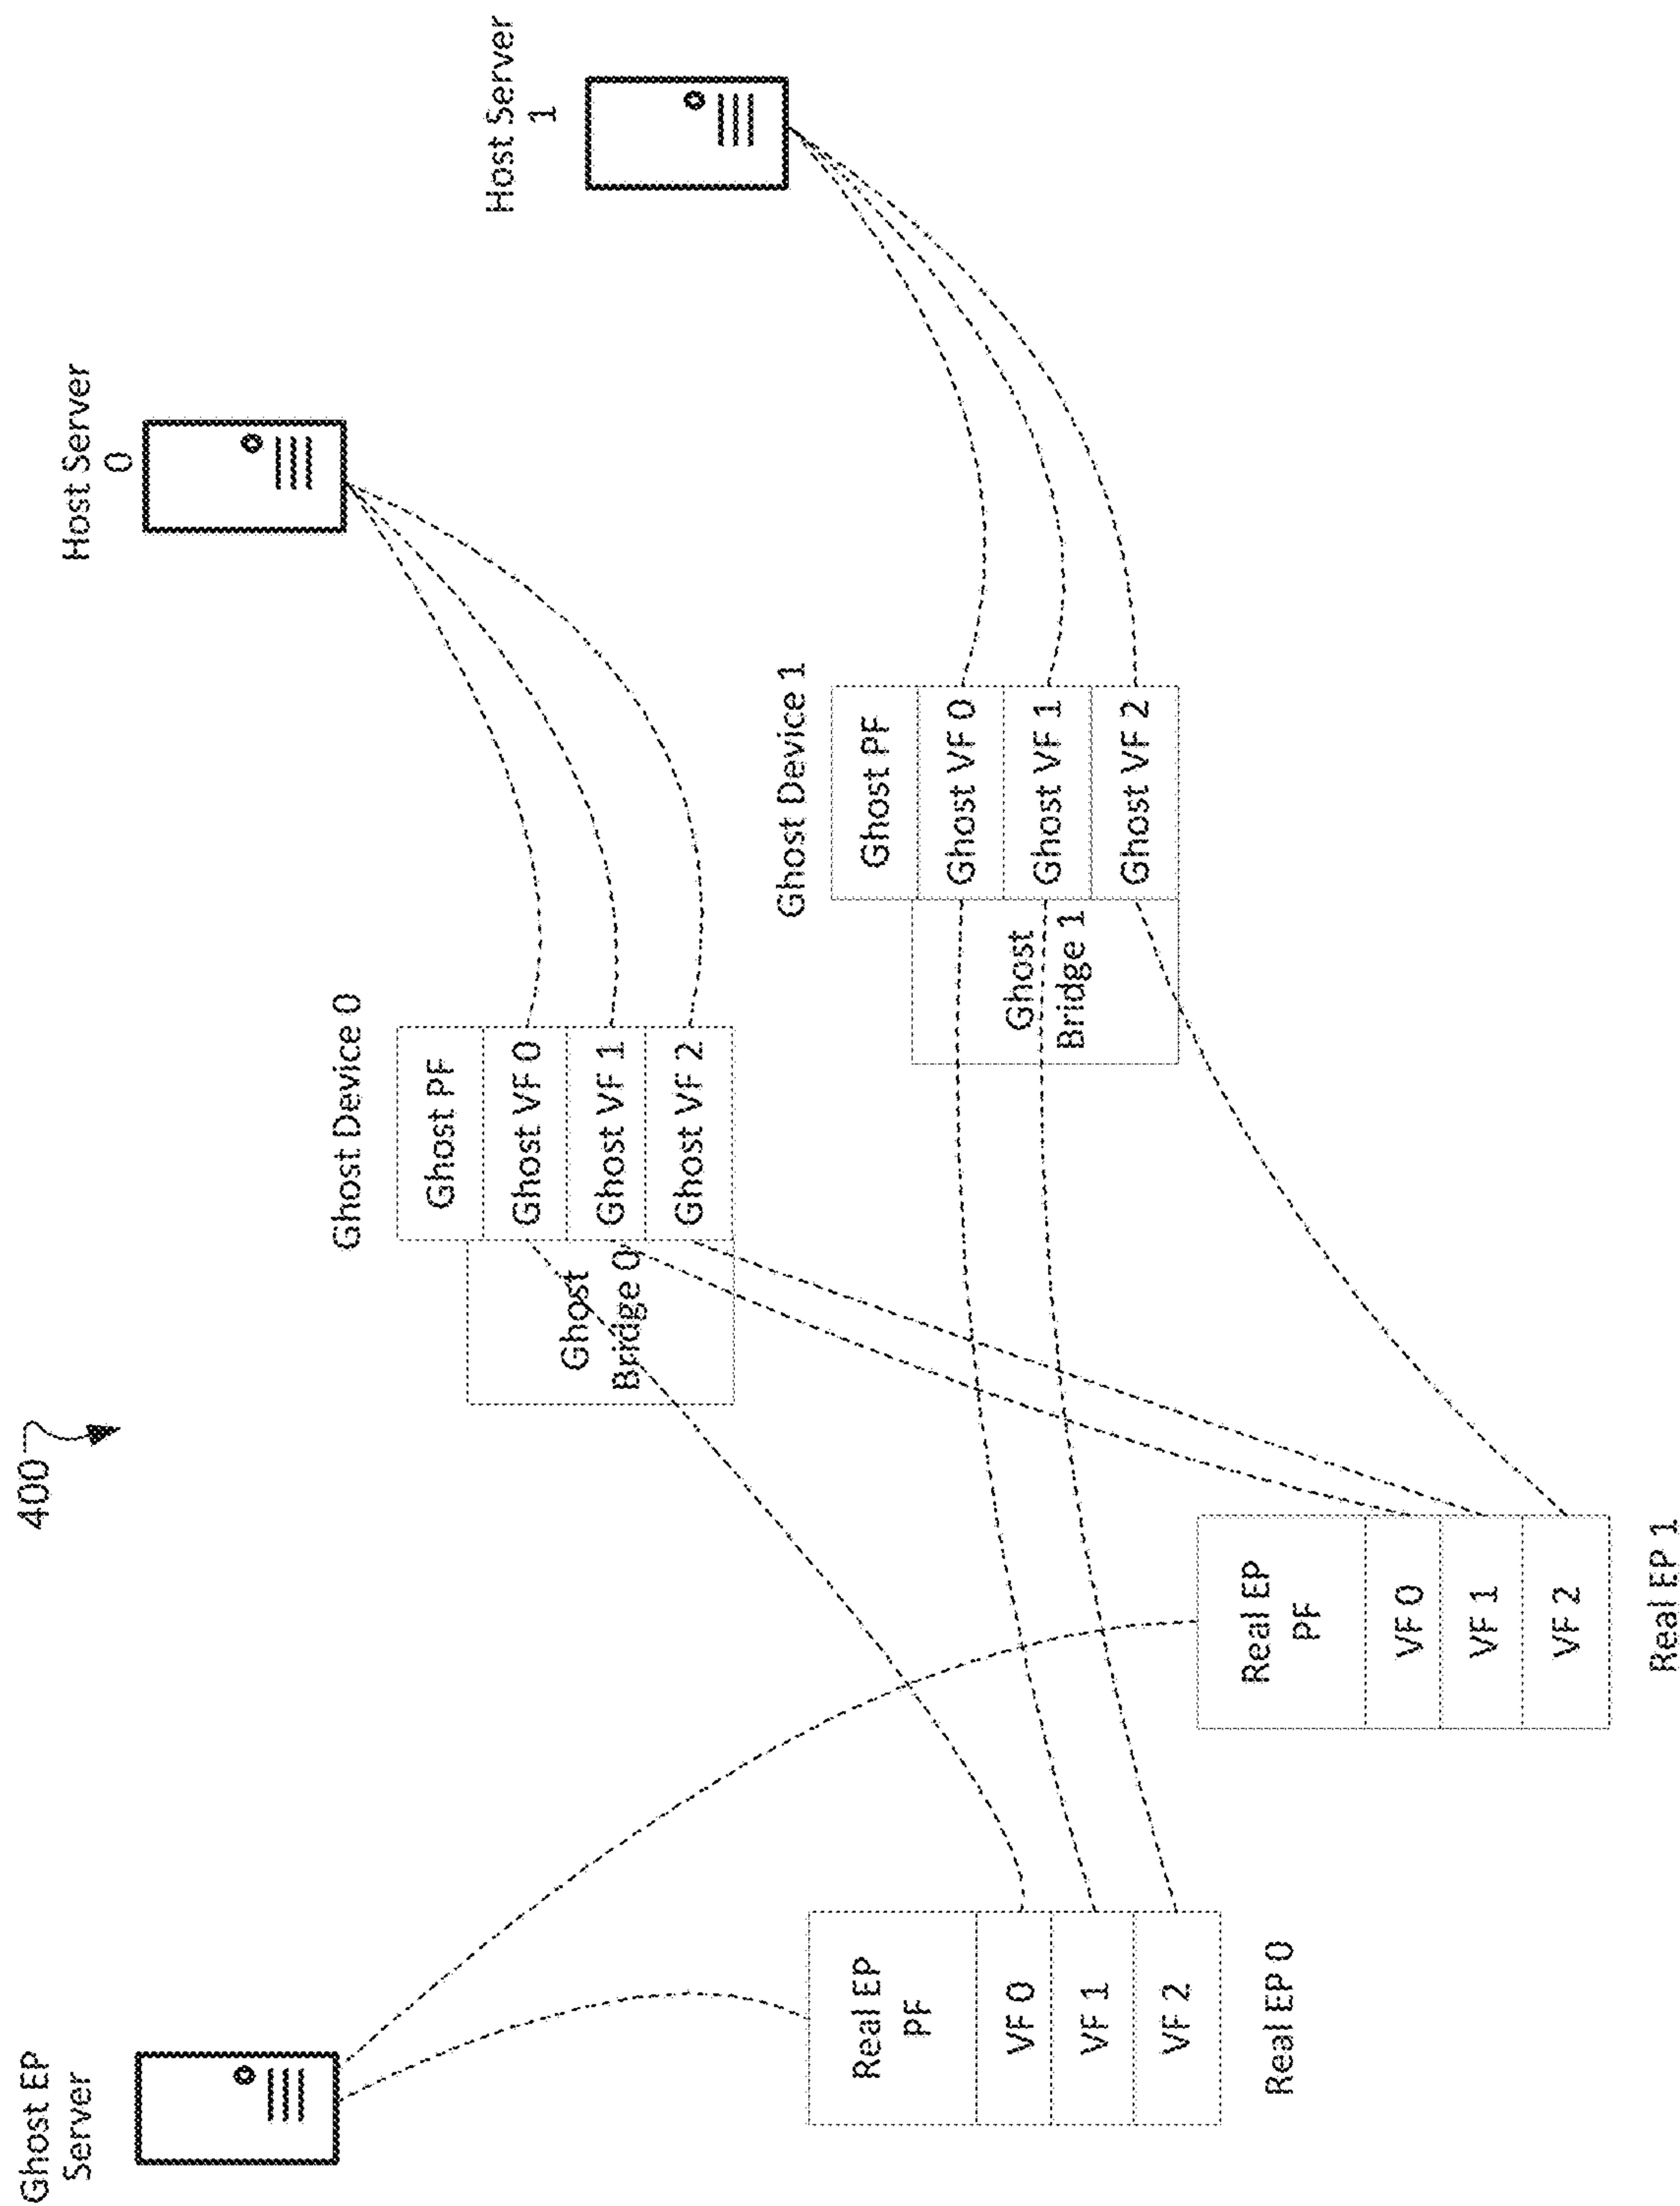 400
Ghost EP
Server
Host Server
0
Host Server
1
Ghost Device 0
Ghost PF
Ghost VF 0
Ghost VF 1
Ghost VF 2
Ghost
Bridge 0
Ghost Device 1
Ghost PF
Ghost VF 0
Ghost VF 1
Ghost VF 2
Ghost
Bridge 1
Real EP
PF
VF 0
VF 1
VF 2
Real EP 0
Real EP
PF
VF 0
VF 1
VF 2
Real EP 1